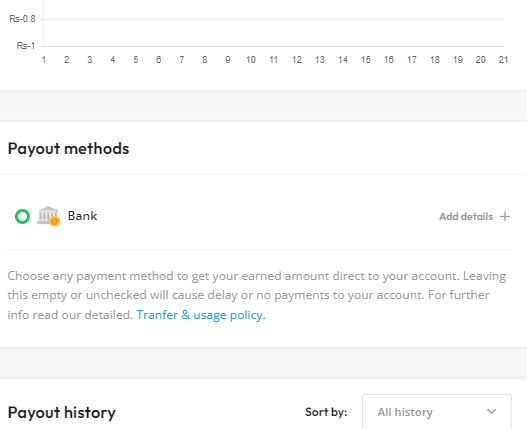 Rs-0.8
Rs-1
1 2 3 4 5 6 7 8 9 10 11 12 13 14 15 16 17 18 19 20 21
Payout methods
Bank Add details +
Choose any payment method to get your earned amount direct to your account. Leaving
this empty or unchecked will cause delay or no payments to your account. For further
info read our detailed. Tranfer & usage policy.
Payout history Sort by: All history